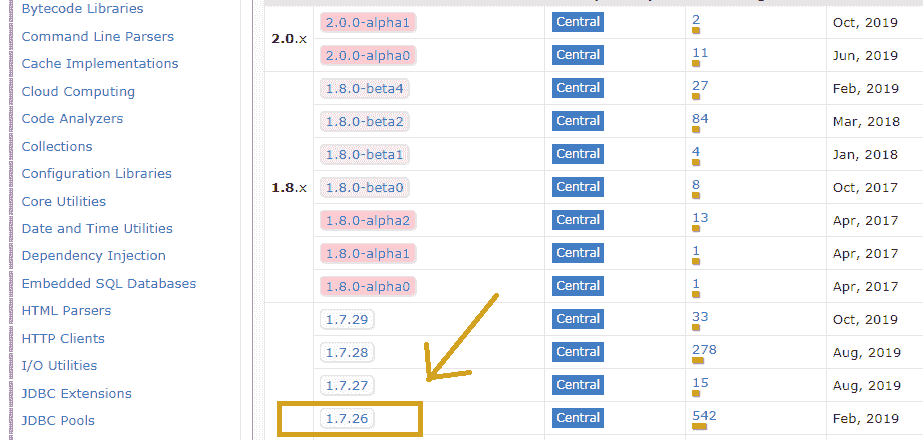 Bytecode Libraries
Command Line Parsers
Cache Implementations
Cloud Computing
Code Analyzers
Collections
Configuration Libraries
Core Utilities
Date and Time Utilities
Dependency Injection
Embedded SQL Databases
HTML Parsers
HTTP Clients
I/O Utilities
JDBC Extensions
JDBC Pools
2.0.x
2.0.0-alpha1 Central 2 Oct, 2019
2.0.0-alpha0 Central 11 Jun, 2019
1.8.x
1.8.0-beta4 Central 27 Feb, 2019
1.8.0-beta2 Central 84 Mar, 2018
1.8.0-beta1 Central 4 Jan, 2018
1.8.0-beta0 Central 8 Oct, 2017
1.8.0-alpha2 Central 13 Apr, 2017
1.8.0-alpha1 Central 1 Apr, 2017
1.8.0-alpha0 Central 1 Apr, 2017
1.7.29 Central 33 Oct, 2019
1.7.28 Central 278 Aug, 2019
1.7.27 Central 15 Aug, 2019
1.7.26 Central 542 Feb, 2019